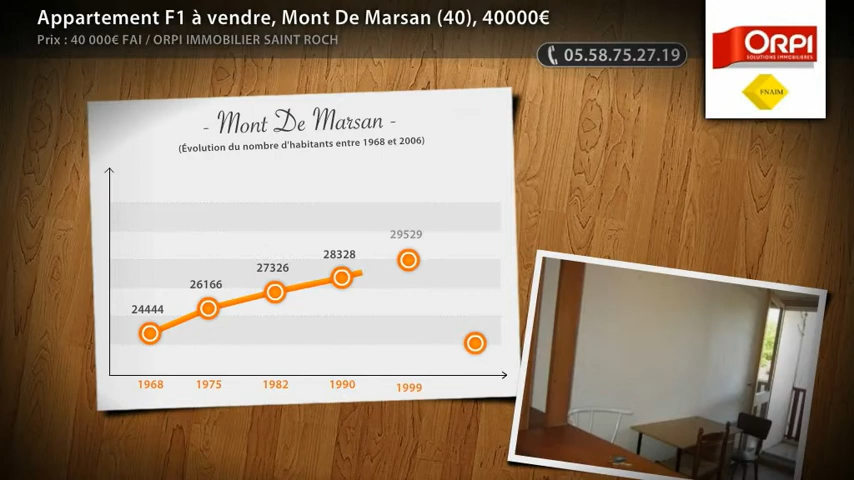 Appartement F1 à vendre, Mont De Marsan (40), 40000€
Prix : 40 000€ FAI / ORPI IMMOBILIER SAINT ROCH
05.58.75.27.19
ORPI
SOLUTIONS IMMOBILIÈRES
FNAIM
- Mont De Marsan -
(Évolution du nombre d'habitants entre 1968 et 2006)
29529
28328
27326
26166
24444
1968 1975 1982 1990 1999